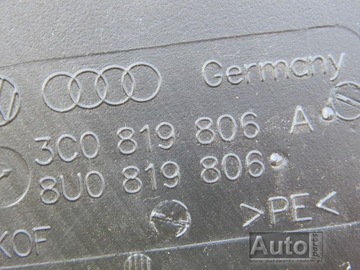 Germany
3C0 819 806 A
8U0 819 806
KOF
>PE<
Auto